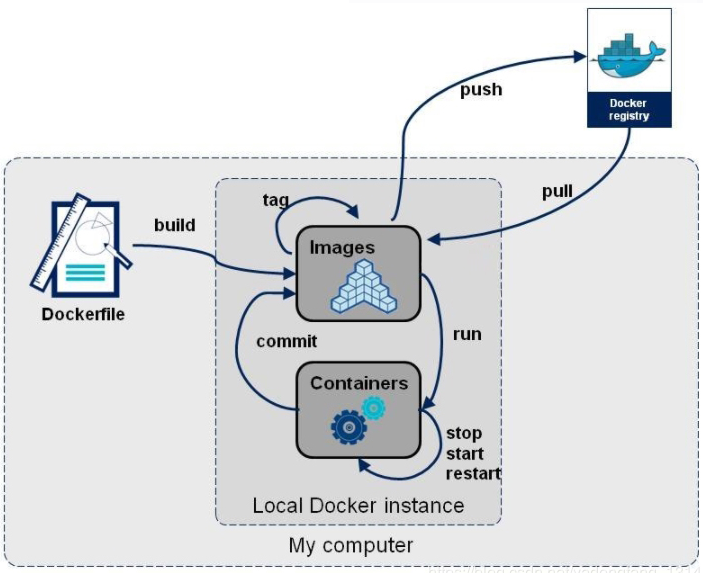 Docker
registry
push
pull
tag
build
Images
Dockerfile
commit
run
Containers
stop
start
restart
Local Docker instance
My computer